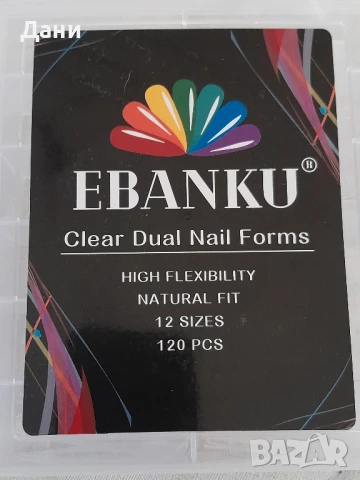 Дани
EBANKU®
Clear Dual Nail Forms
HIGH FLEXIBILITY
NATURAL FIT
12 SIZES
120 PCS
BAZAR